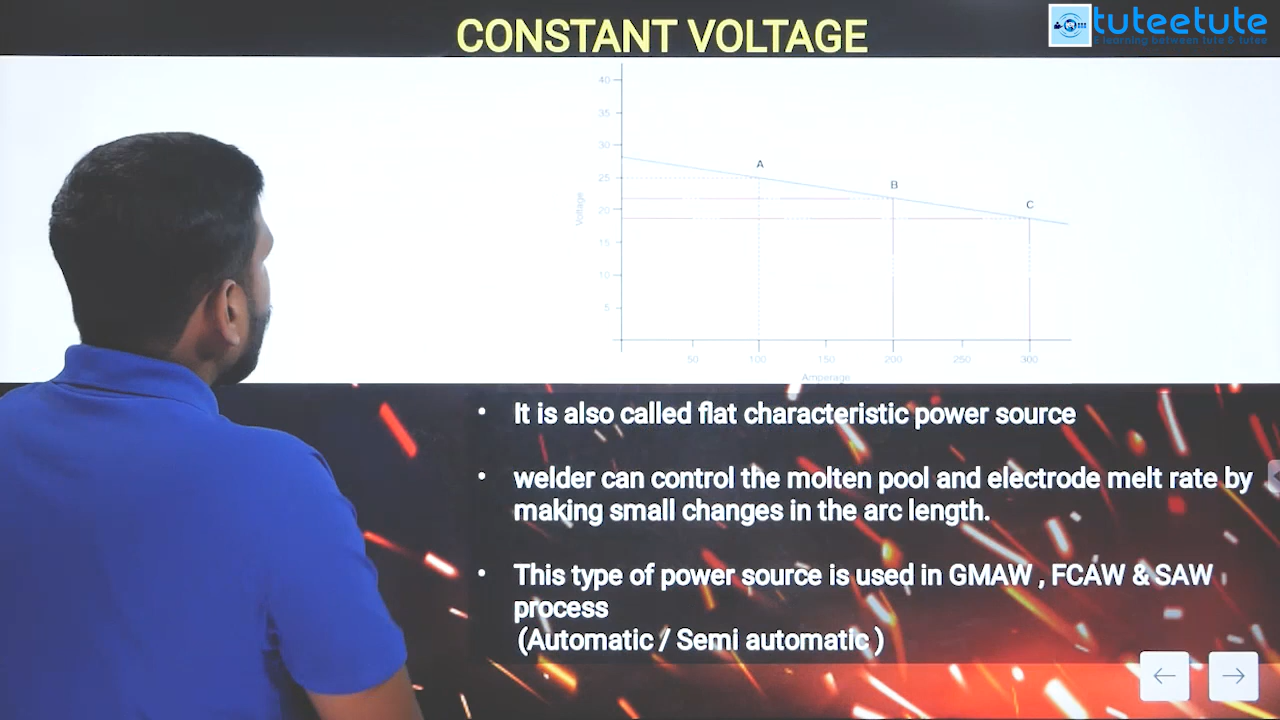 CONSTANT VOLTAGE
tuteetute
E learning between tute & tutee
40
35
30
25
20
15
10
5
Voltage
A
B
C
50 100 150 200 250 300
Amperage
• It is also called flat characteristic power source
• welder can control the molten pool and electrode melt rate by
making small changes in the arc length.
• This type of power source is used in GMAW , FCAW & SAW
process
(Automatic / Semi automatic )